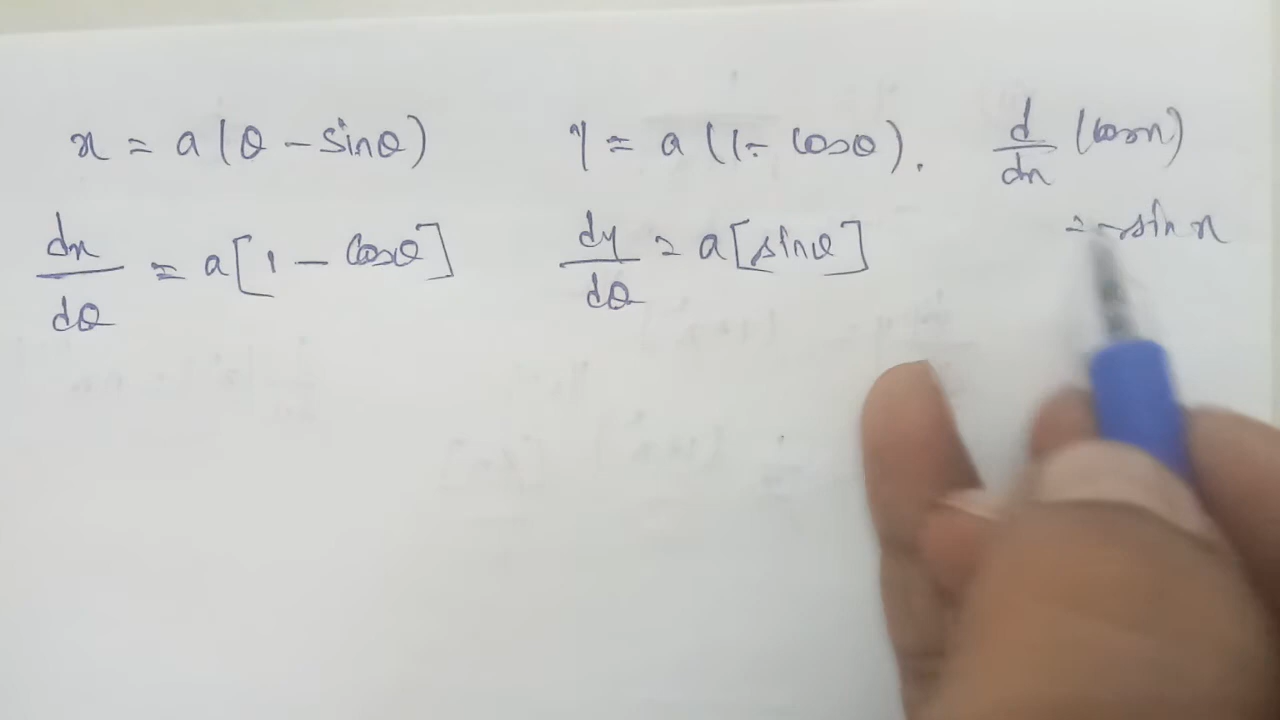 x = a(θ - sinθ)    y = a(1 - cosθ).    d/dx (cosx)
dx/dθ = a[1 - cosθ]    dy/dθ = a[sinθ]    = -sin x